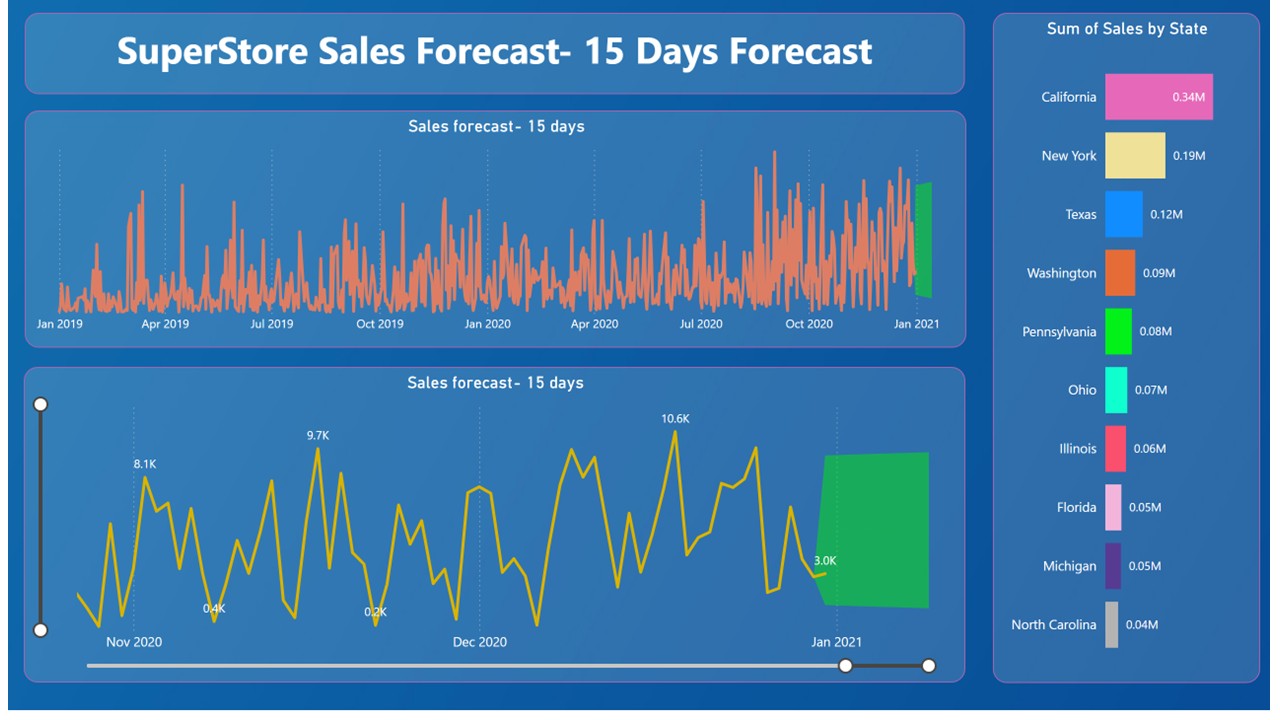 SuperStore Sales Forecast- 15 Days Forecast
Sales forecast- 15 days
Jan 2019
Apr 2019
Jul 2019
Oct 2019
Jan 2020
Apr 2020
Jul 2020
Oct 2020
Jan 2021
Sales forecast- 15 days
8.1K
0.4K
9.7K
0.2K
10.6K
3.0K
Nov 2020
Dec 2020
Jan 2021
Sum of Sales by State
California 0.34M
New York 0.19M
Texas 0.12M
Washington 0.09M
Pennsylvania 0.08M
Ohio 0.07M
Illinois 0.06M
Florida 0.05M
Michigan 0.05M
North Carolina 0.04M